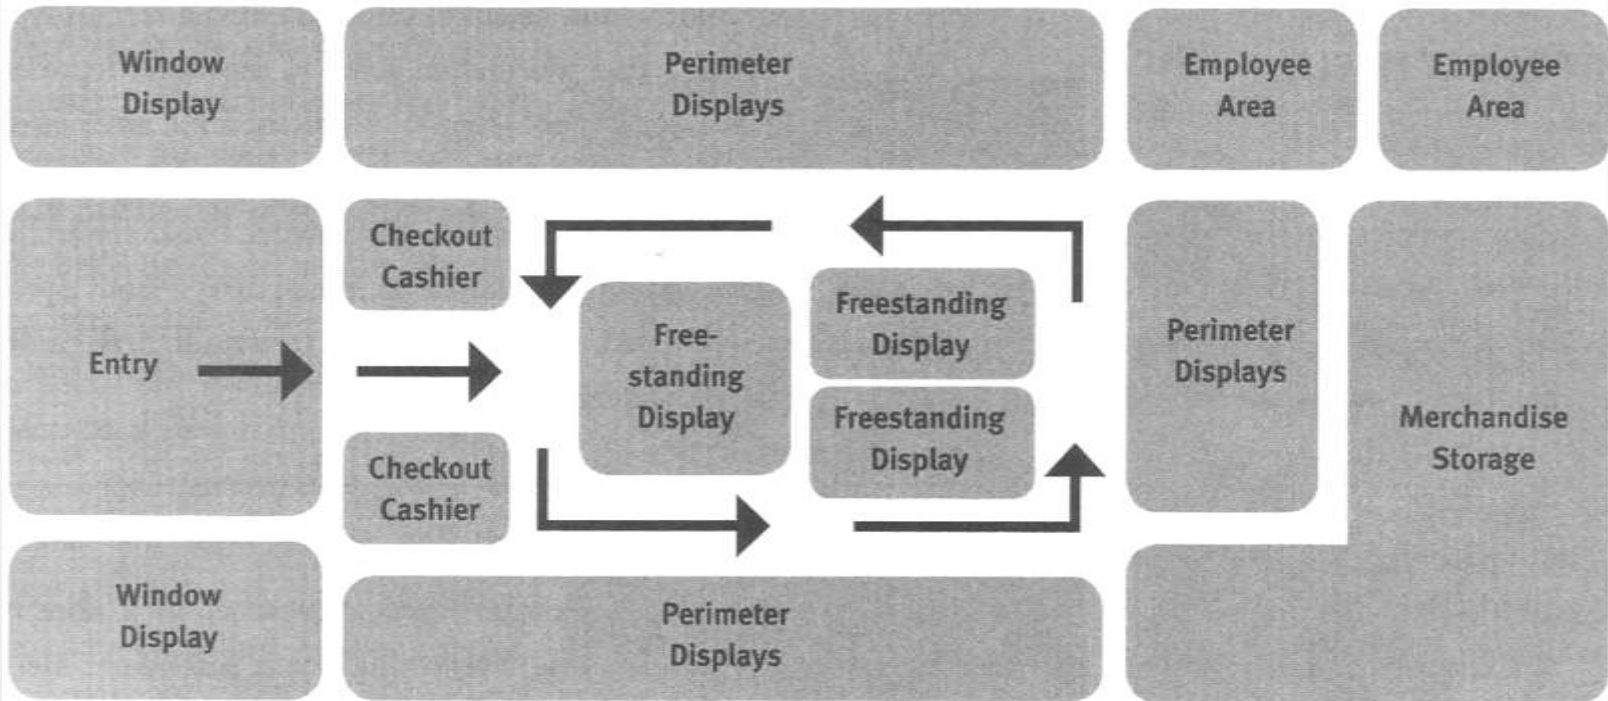 Window
Display
Perimeter
Displays
Employee
Area
Employee
Area
Entry
Checkout
Cashier
Checkout
Cashier
Free-
standing
Display
Freestanding
Display
Freestanding
Display
Perimeter
Displays
Merchandise
Storage
Window
Display
Perimeter
Displays